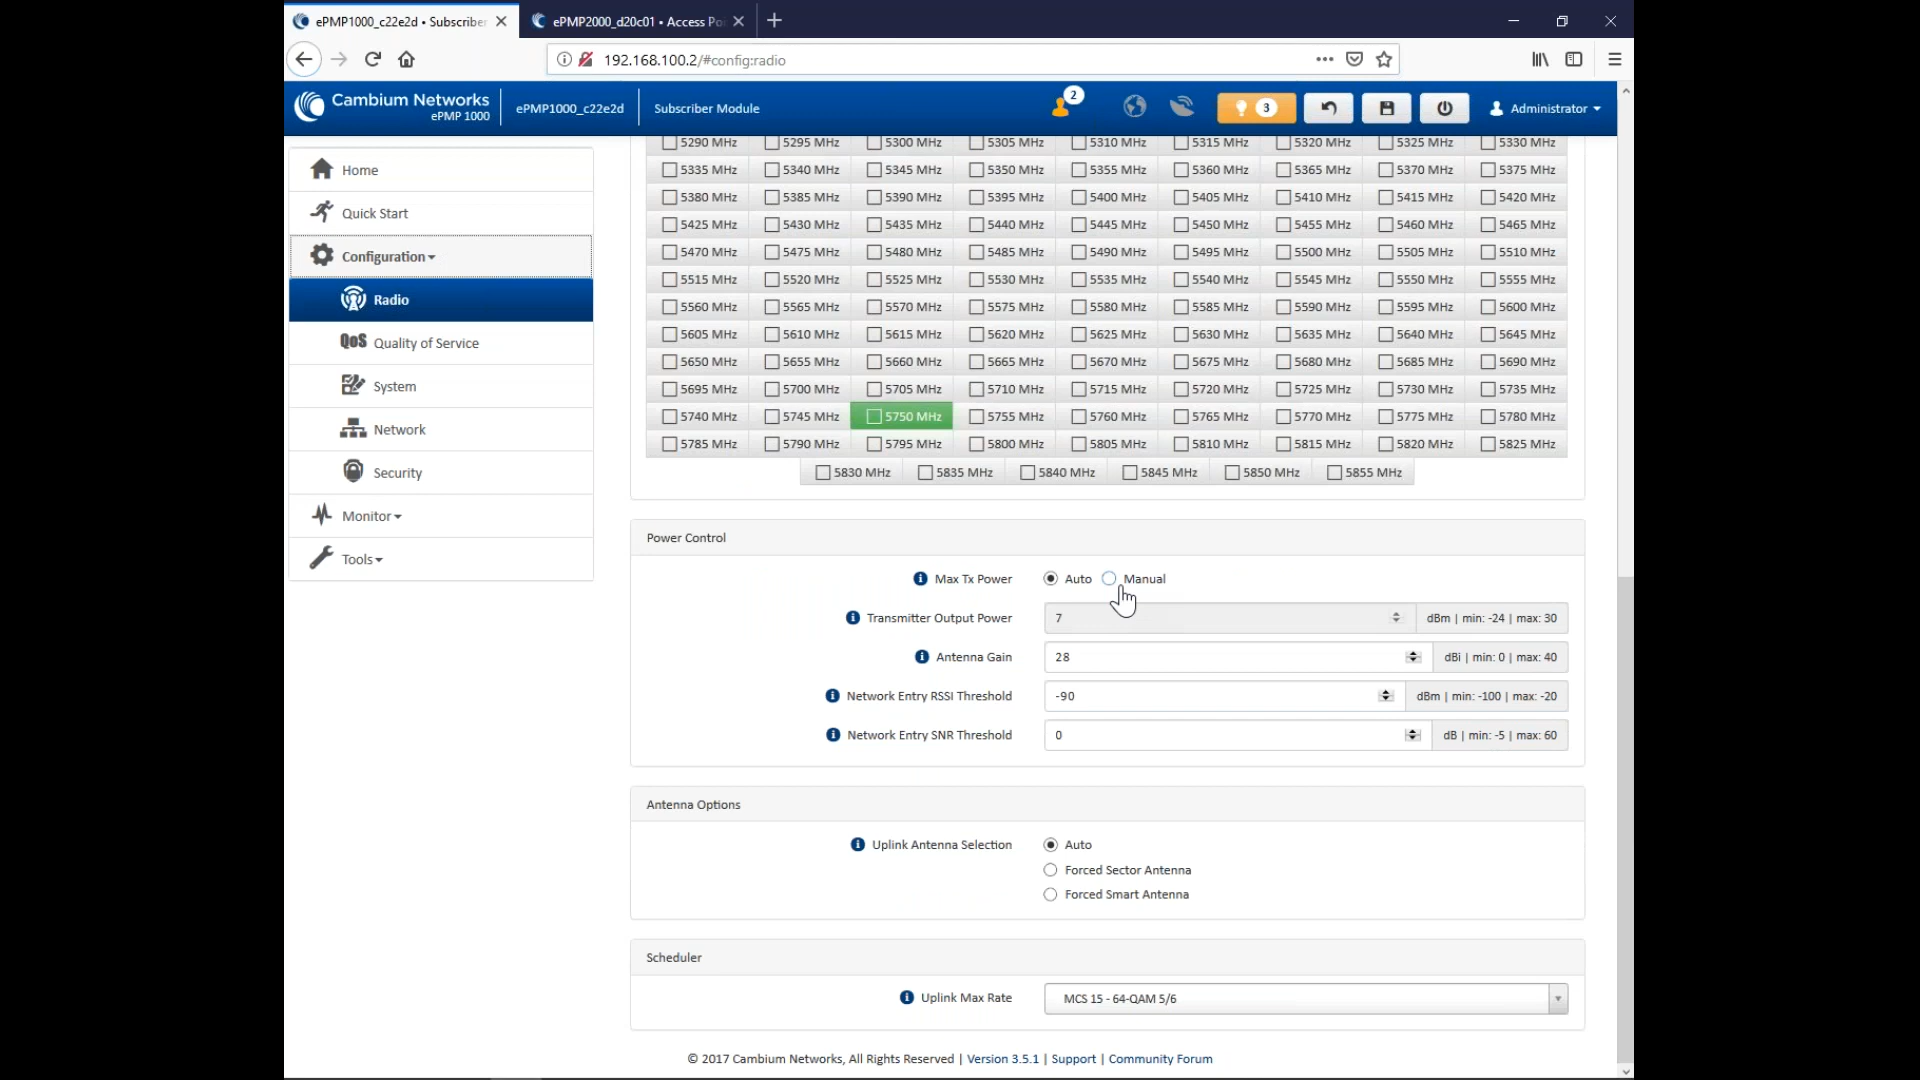 ePMP1000_c22e2d • Subscriber
ePMP2000_d20c01 • Access Po
192.168.100.2/#config:radio
Cambium Networks
ePMP 1000
ePMP1000_c22e2d
Subscriber Module
2
3
Administrator
Home
Quick Start
Configuration
Radio
QoS Quality of Service
System
Network
Security
Monitor
Tools
5290 MHz 5295 MHz 5300 MHz 5305 MHz 5310 MHz 5315 MHz 5320 MHz 5325 MHz 5330 MHz
5335 MHz 5340 MHz 5345 MHz 5350 MHz 5355 MHz 5360 MHz 5365 MHz 5370 MHz 5375 MHz
5380 MHz 5385 MHz 5390 MHz 5395 MHz 5400 MHz 5405 MHz 5410 MHz 5415 MHz 5420 MHz
5425 MHz 5430 MHz 5435 MHz 5440 MHz 5445 MHz 5450 MHz 5455 MHz 5460 MHz 5465 MHz
5470 MHz 5475 MHz 5480 MHz 5485 MHz 5490 MHz 5495 MHz 5500 MHz 5505 MHz 5510 MHz
5515 MHz 5520 MHz 5525 MHz 5530 MHz 5535 MHz 5540 MHz 5545 MHz 5550 MHz 5555 MHz
5560 MHz 5565 MHz 5570 MHz 5575 MHz 5580 MHz 5585 MHz 5590 MHz 5595 MHz 5600 MHz
5605 MHz 5610 MHz 5615 MHz 5620 MHz 5625 MHz 5630 MHz 5635 MHz 5640 MHz 5645 MHz
5650 MHz 5655 MHz 5660 MHz 5665 MHz 5670 MHz 5675 MHz 5680 MHz 5685 MHz 5690 MHz
5695 MHz 5700 MHz 5705 MHz 5710 MHz 5715 MHz 5720 MHz 5725 MHz 5730 MHz 5735 MHz
5740 MHz 5745 MHz 5750 MHz 5755 MHz 5760 MHz 5765 MHz 5770 MHz 5775 MHz 5780 MHz
5785 MHz 5790 MHz 5795 MHz 5800 MHz 5805 MHz 5810 MHz 5815 MHz 5820 MHz 5825 MHz
5830 MHz 5835 MHz 5840 MHz 5845 MHz 5850 MHz 5855 MHz
Power Control
Max Tx Power Auto Manual
Transmitter Output Power 7 dBm | min: -24 | max: 30
Antenna Gain 28 dBi | min: 0 | max: 40
Network Entry RSSI Threshold -90 dBm | min: -100 | max: -20
Network Entry SNR Threshold 0 dB | min: -5 | max: 60
Antenna Options
Uplink Antenna Selection Auto
Forced Sector Antenna
Forced Smart Antenna
Scheduler
Uplink Max Rate MCS 15 - 64-QAM 5/6
© 2017 Cambium Networks, All Rights Reserved | Version 3.5.1 | Support | Community Forum